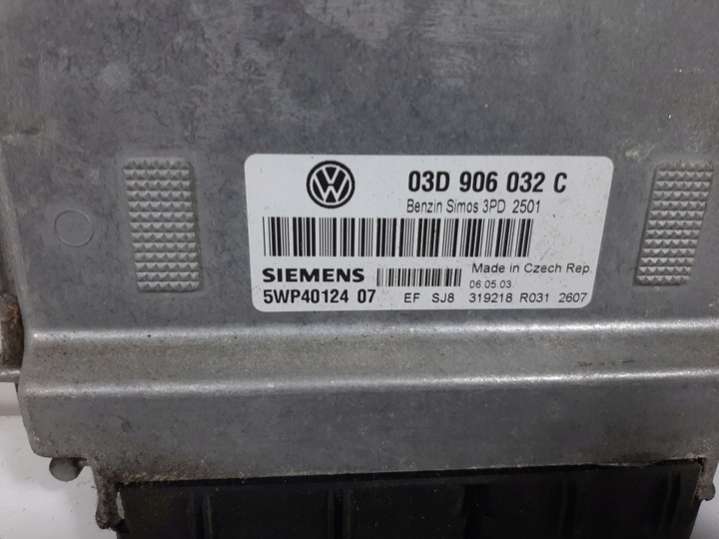 03D 906 032 C
Benzin Simos 3PD 2501
SIEMENS Made in Czech Rep.
06.05.03
5WP40124 07 EF SJ8 319218 R031 2607